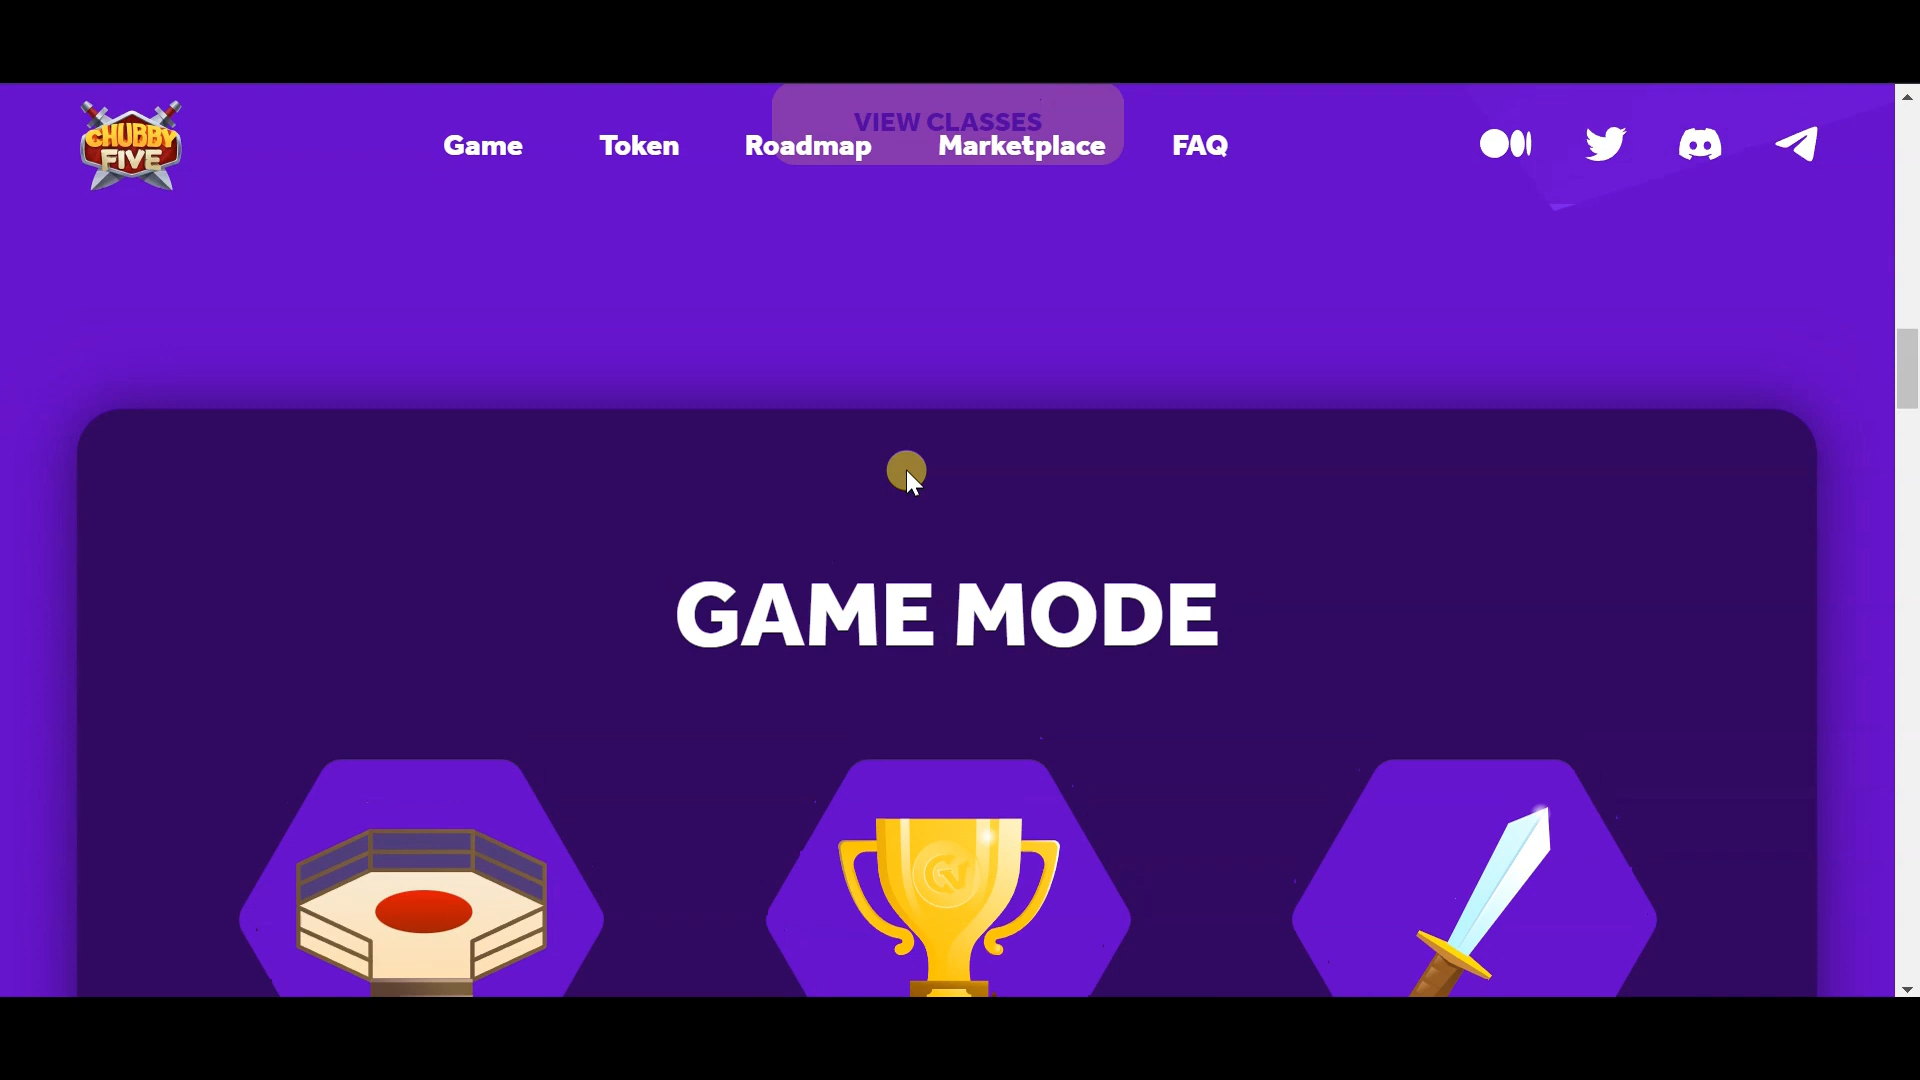 CHUBBY
FIVE
VIEW CLASSES
Game
Token
Roadmap
Marketplace
FAQ
GAME MODE